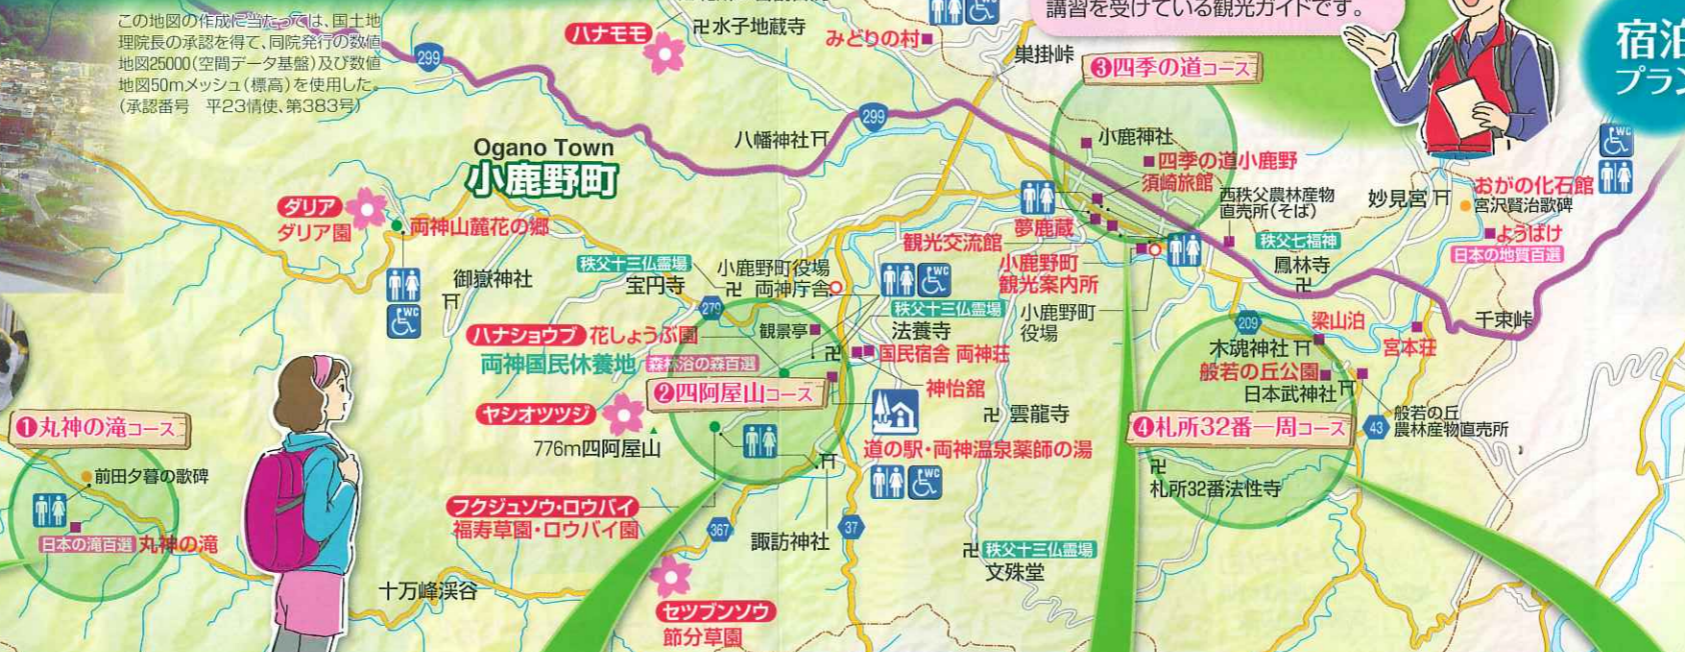 この地図の作成に当たっては、国土地
理院長の承認を得て、同院発行の数値
地図25000(空間データ基盤)及び数値
地図50mメッシュ(標高)を使用した。
(承認番号　平23情使、第383号)
299
ハナモモ
卍水子地蔵寺
みどりの村
WC
講習を受けている観光ガイドです。
巣掛峠
宿泊
プラン
❸四季の道コース
299
八幡神社
小鹿神社
四季の道小鹿野
須崎旅館
西秩父農林産物
直売所(そば)
妙見宮
おがの化石館
宮沢賢治歌碑
WC
ようばけ
日本の地質百選
Ogano Town
小鹿野町
ダリア
ダリア園
両神山麓花の郷
WC
御嶽神社
秩父十三仏霊場
宝円寺
卍
小鹿野町役場
両神庁舎
夢鹿蔵
観光交流館
小鹿野町
観光案内所
小鹿野町
役場
秩父七福神
鳳林寺
卍
WC
秩父十三仏霊場
法養寺
卍
279
ハナショウブ 花しょうぶ園
観景亭
国民宿舎 両神荘
両神国民休養地 森林浴の森百選
❷四阿屋山コース
神怡舘
ヤシオツツジ
776m四阿屋山
道の駅・両神温泉薬師の湯
WC
卍 雲龍寺
209
梁山泊
千束峠
木魂神社
宮本荘
般若の丘公園
日本武神社
❹札所32番一周コース
43
般若の丘
農林産物直売所
卍
札所32番法性寺
❶丸神の滝コース
前田夕暮の歌碑
日本の滝百選 丸神の滝
フクジュソウ・ロウバイ
福寿草園・ロウバイ園
367
諏訪神社
37
卍 秩父十三仏霊場
文殊堂
十万峰渓谷
セツブンソウ
節分草園